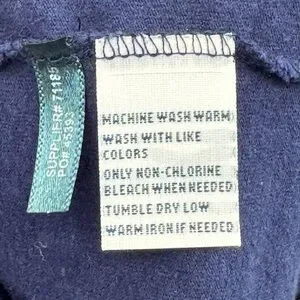 SUPPLIER# 71185
MACHINE WASH WARM
WASH WITH LIKE
COLORS
ONLY NON-CHLORINE
BLEACH WHEN NEEDED
TUMBLE DRY LOW
WARM IRON IF NEEDED